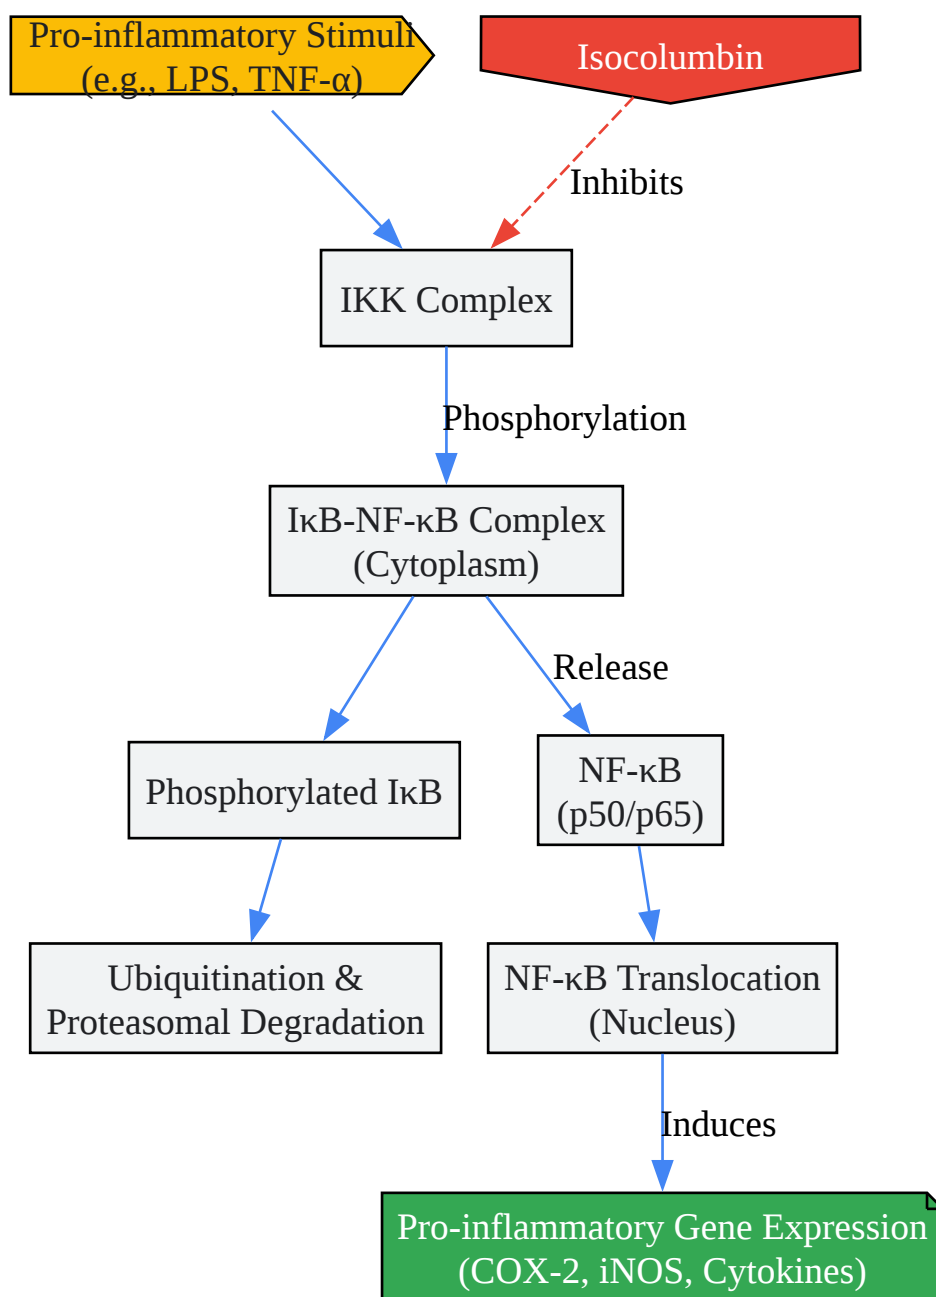 Pro-inflammatory Stimuli
(e.g., LPS, TNF-α)
Isocolumbin
Inhibits
IKK Complex
Phosphorylation
IκB-NF-κB Complex
(Cytoplasm)
Release
Phosphorylated IκB
NF-κB
(p50/p65)
Ubiquitination &
Proteasomal Degradation
NF-κB Translocation
(Nucleus)
Induces
Pro-inflammatory Gene Expression
(COX-2, iNOS, Cytokines)